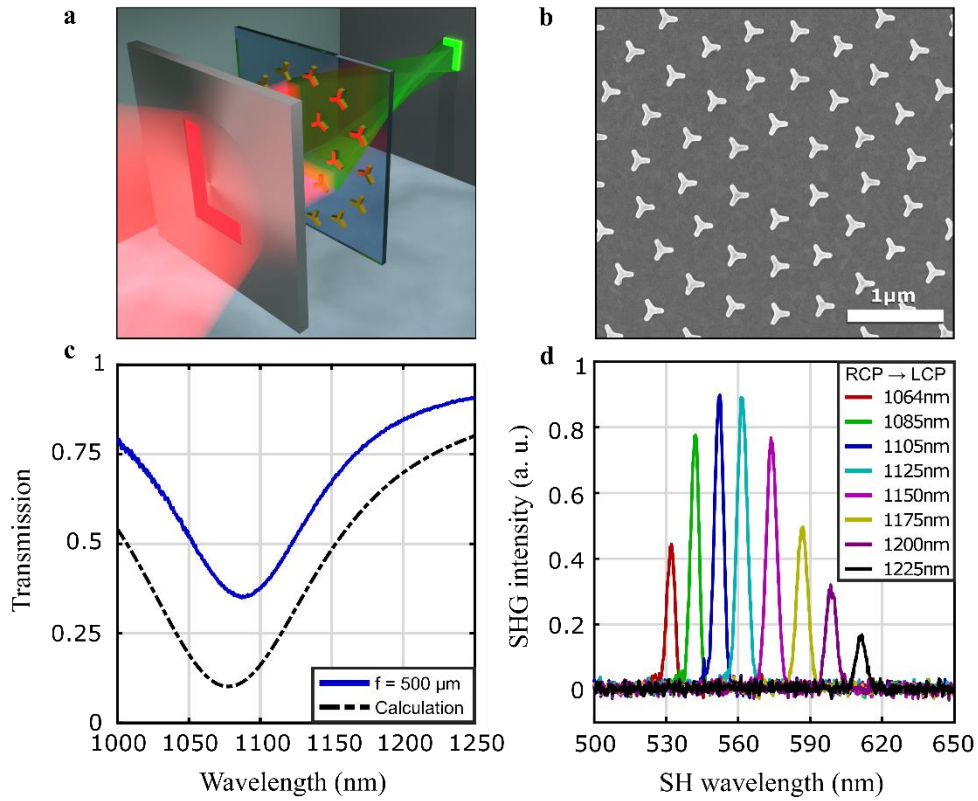 a
b
1µm
c
Transmission
1
0.75
0.5
0.25
0
1000 1050 1100 1150 1200 1250
Wavelength (nm)
f = 500 µm
Calculation
d
SHG intensity (a. u.)
1
0.8
0.6
0.4
0.2
0
500 530 560 590 620 650
SH wavelength (nm)
RCP → LCP
1064nm
1085nm
1105nm
1125nm
1150nm
1175nm
1200nm
1225nm